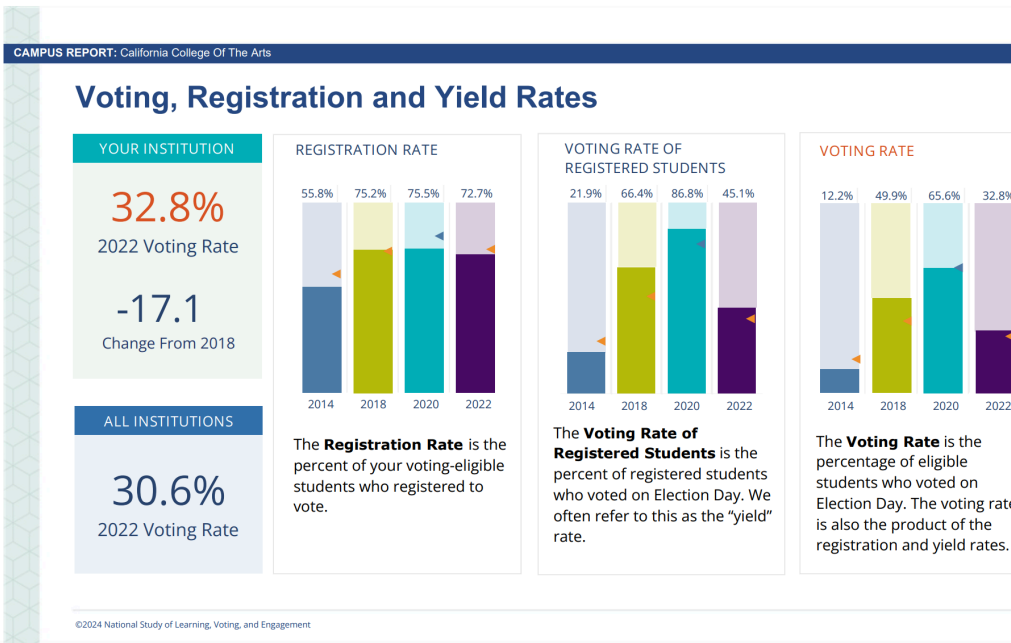 CAMPUS REPORT: California College Of The Arts
Voting, Registration and Yield Rates
YOUR INSTITUTION
32.8%
2022 Voting Rate
-17.1
Change From 2018
ALL INSTITUTIONS
30.6%
2022 Voting Rate
REGISTRATION RATE
55.8% 75.2% 75.5% 72.7%
2014 2018 2020 2022
The Registration Rate is the
percent of your voting-eligible
students who registered to
vote.
VOTING RATE OF
REGISTERED STUDENTS
21.9% 66.4% 86.8% 45.1%
2014 2018 2020 2022
The Voting Rate of
Registered Students is the
percent of registered students
who voted on Election Day. We
often refer to this as the “yield”
rate.
VOTING RATE
12.2% 49.9% 65.6% 32.8%
2014 2018 2020 2022
The Voting Rate is the
percentage of eligible
students who voted on
Election Day. The voting rate
is also the product of the
registration and yield rates.
©2024 National Study of Learning, Voting, and Engagement